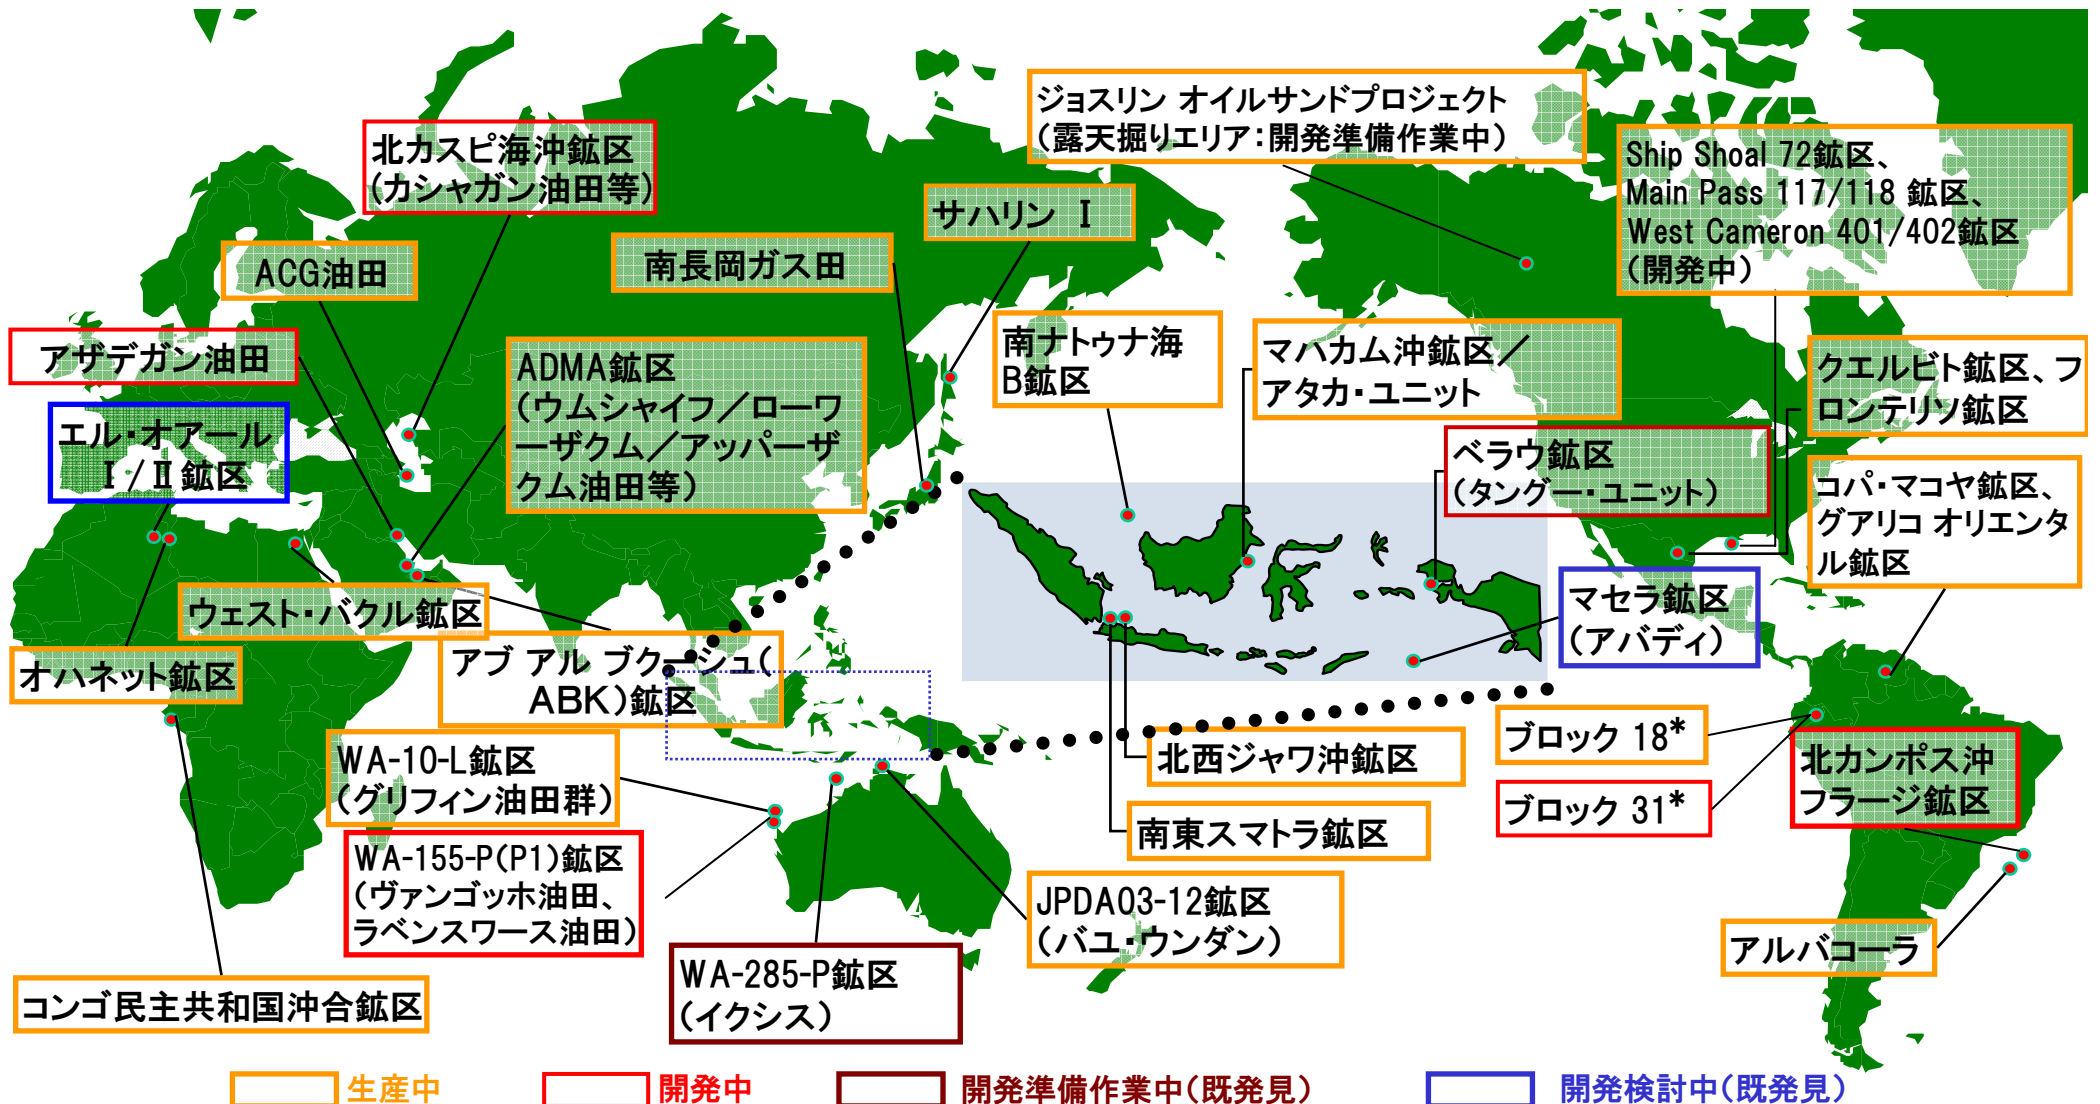 ジョスリン オイルサンドプロジェクト
（露天掘りエリア：開発準備作業中）
北カスピ海沖鉱区
（カシャガン油田等）
Ship Shoal 72鉱区、
Main Pass 117/118 鉱区、
West Cameron 401/402鉱区
（開発中）
サハリン Ⅰ
ACG油田
南長岡ガス田
アザデガン油田
ADMA鉱区
（ウムシャイフ／ローワ
ーザクム／アッパーザ
クム油田等）
南ナトゥナ海
B鉱区
マハカム沖鉱区／
アタカ・ユニット
クエルビト鉱区、フ
ロンテリソ鉱区
エル・オアール
Ⅰ/Ⅱ鉱区
ベラウ鉱区
（タングー・ユニット）
コパ・マコヤ鉱区、
グアリコ オリエンタ
ル鉱区
ウェスト・バクル鉱区
マセラ鉱区
（アバディ）
オハネット鉱区
アブ アル ブクーシュ（
ABK）鉱区
WA-10-L鉱区
（グリフィン油田群）
北西ジャワ沖鉱区
ブロック 18*
北カンポス沖
フラージ鉱区
ブロック 31*
南東スマトラ鉱区
WA-155-P(P1)鉱区
（ヴァンゴッホ油田、
ラベンスワース油田）
JPDA03-12鉱区
（バユ・ウンダン）
アルバコーラ
WA-285-P鉱区
（イクシス）
コンゴ民主共和国沖合鉱区
生産中
開発中
開発準備作業中（既発見）
開発検討中（既発見）